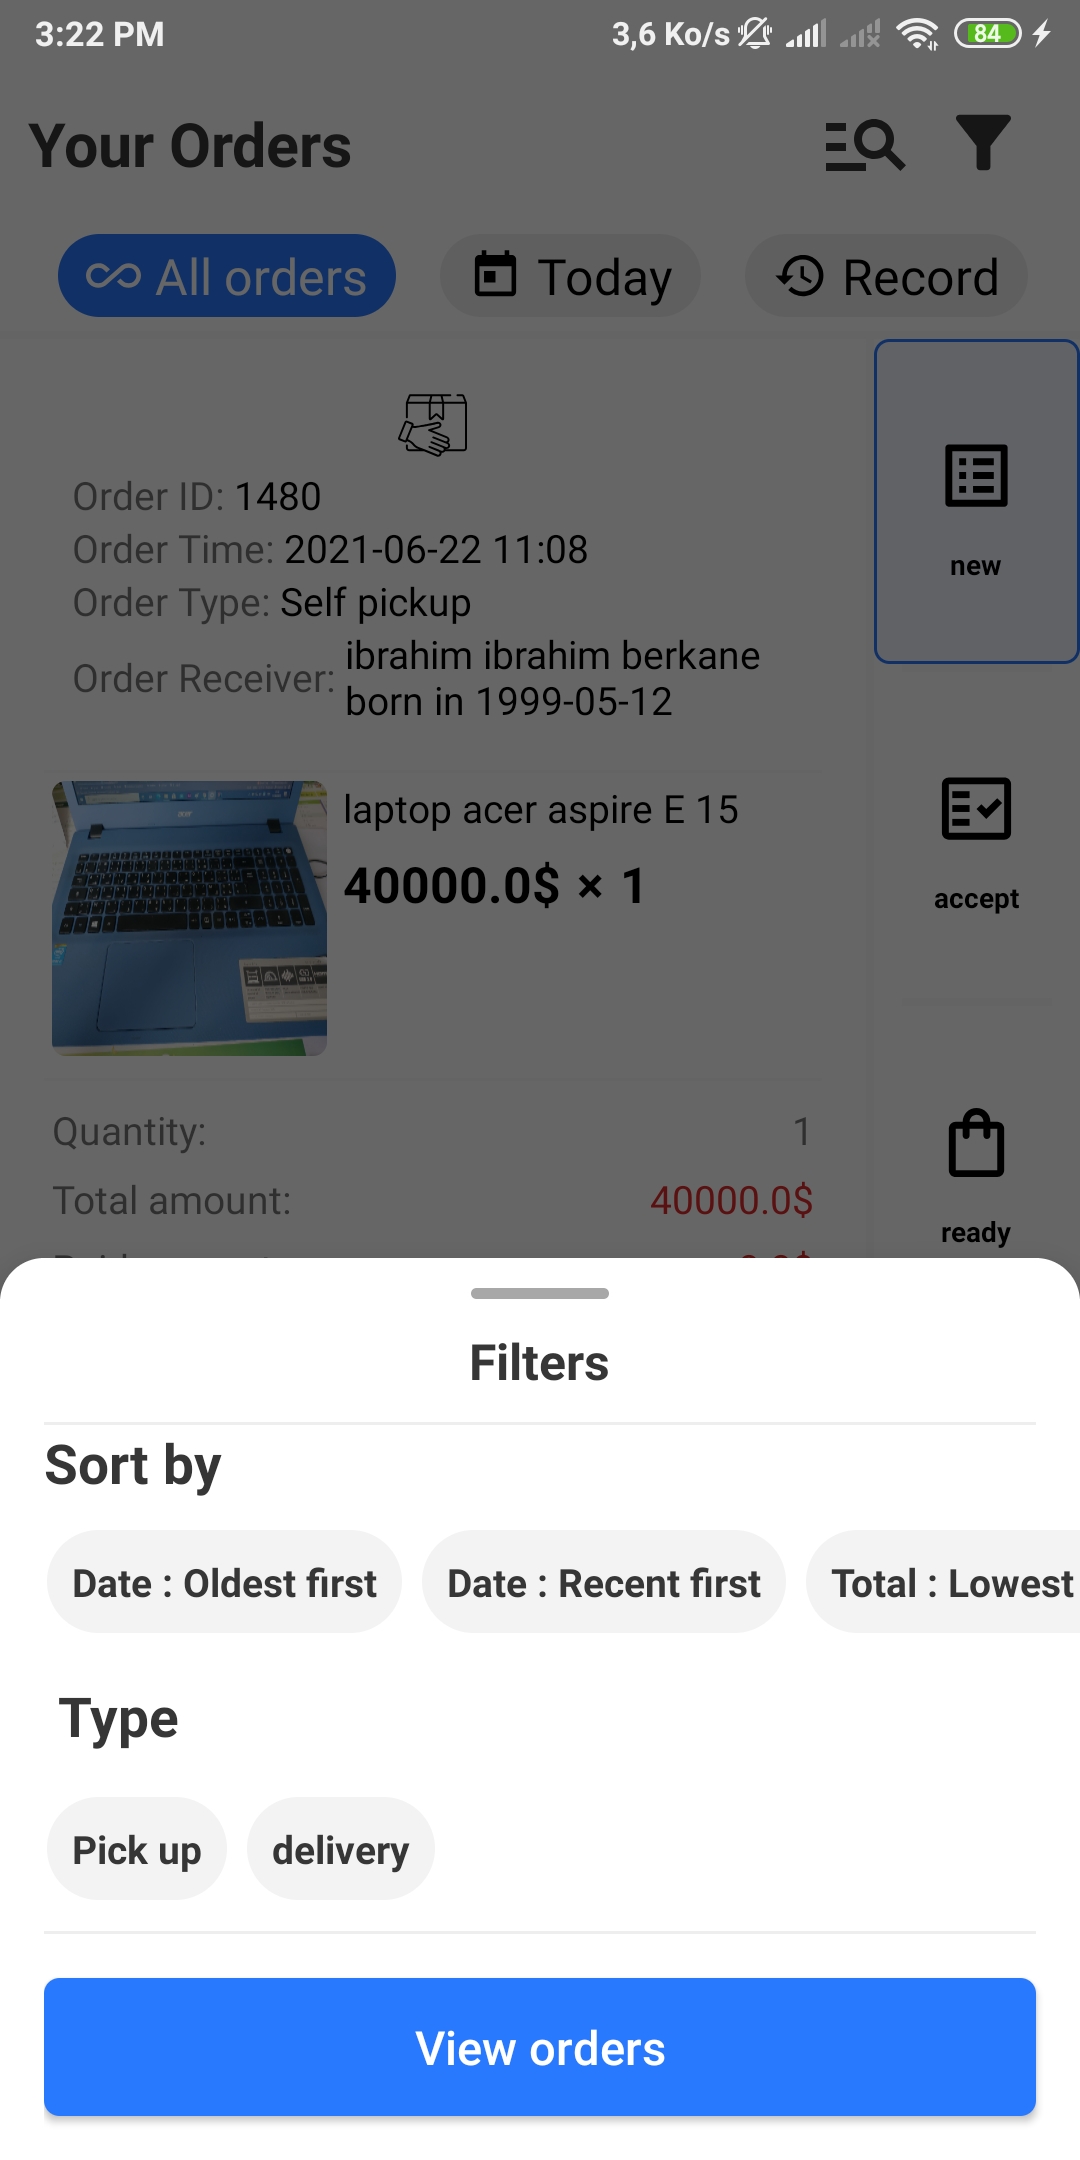 3:22 PM 3,6 Ko/s 84
Your Orders
All orders Today Record
Order ID: 1480
Order Time: 2021-06-22 11:08
Order Type: Self pickup
Order Receiver: ibrahim ibrahim berkane
born in 1999-05-12
new
laptop acer aspire E 15
40000.0$ × 1
accept
Quantity: 1
Total amount: 40000.0$
ready
Filters
Sort by
Date : Oldest first Date : Recent first Total : Lowest
Type
Pick up delivery
View orders